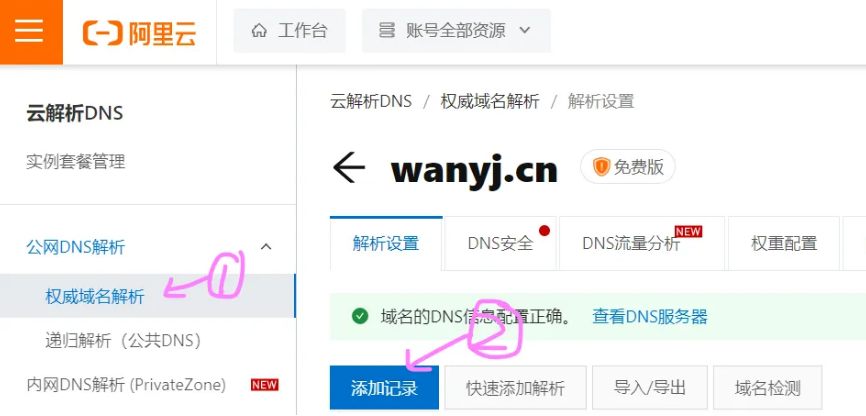 阿里云 工作台 账号全部资源
云解析DNS
实例套餐管理
公网DNS解析
权威域名解析
1
递归解析（公共DNS）
内网DNS解析 (PrivateZone) NEW
云解析DNS / 权威域名解析 / 解析设置
wanyj.cn 免费版
解析设置 DNS安全 DNS流量分析 NEW 权重配置
域名的DNS信息配置正确。 查看DNS服务器
2
添加记录 快速添加解析 导入/导出 域名检测